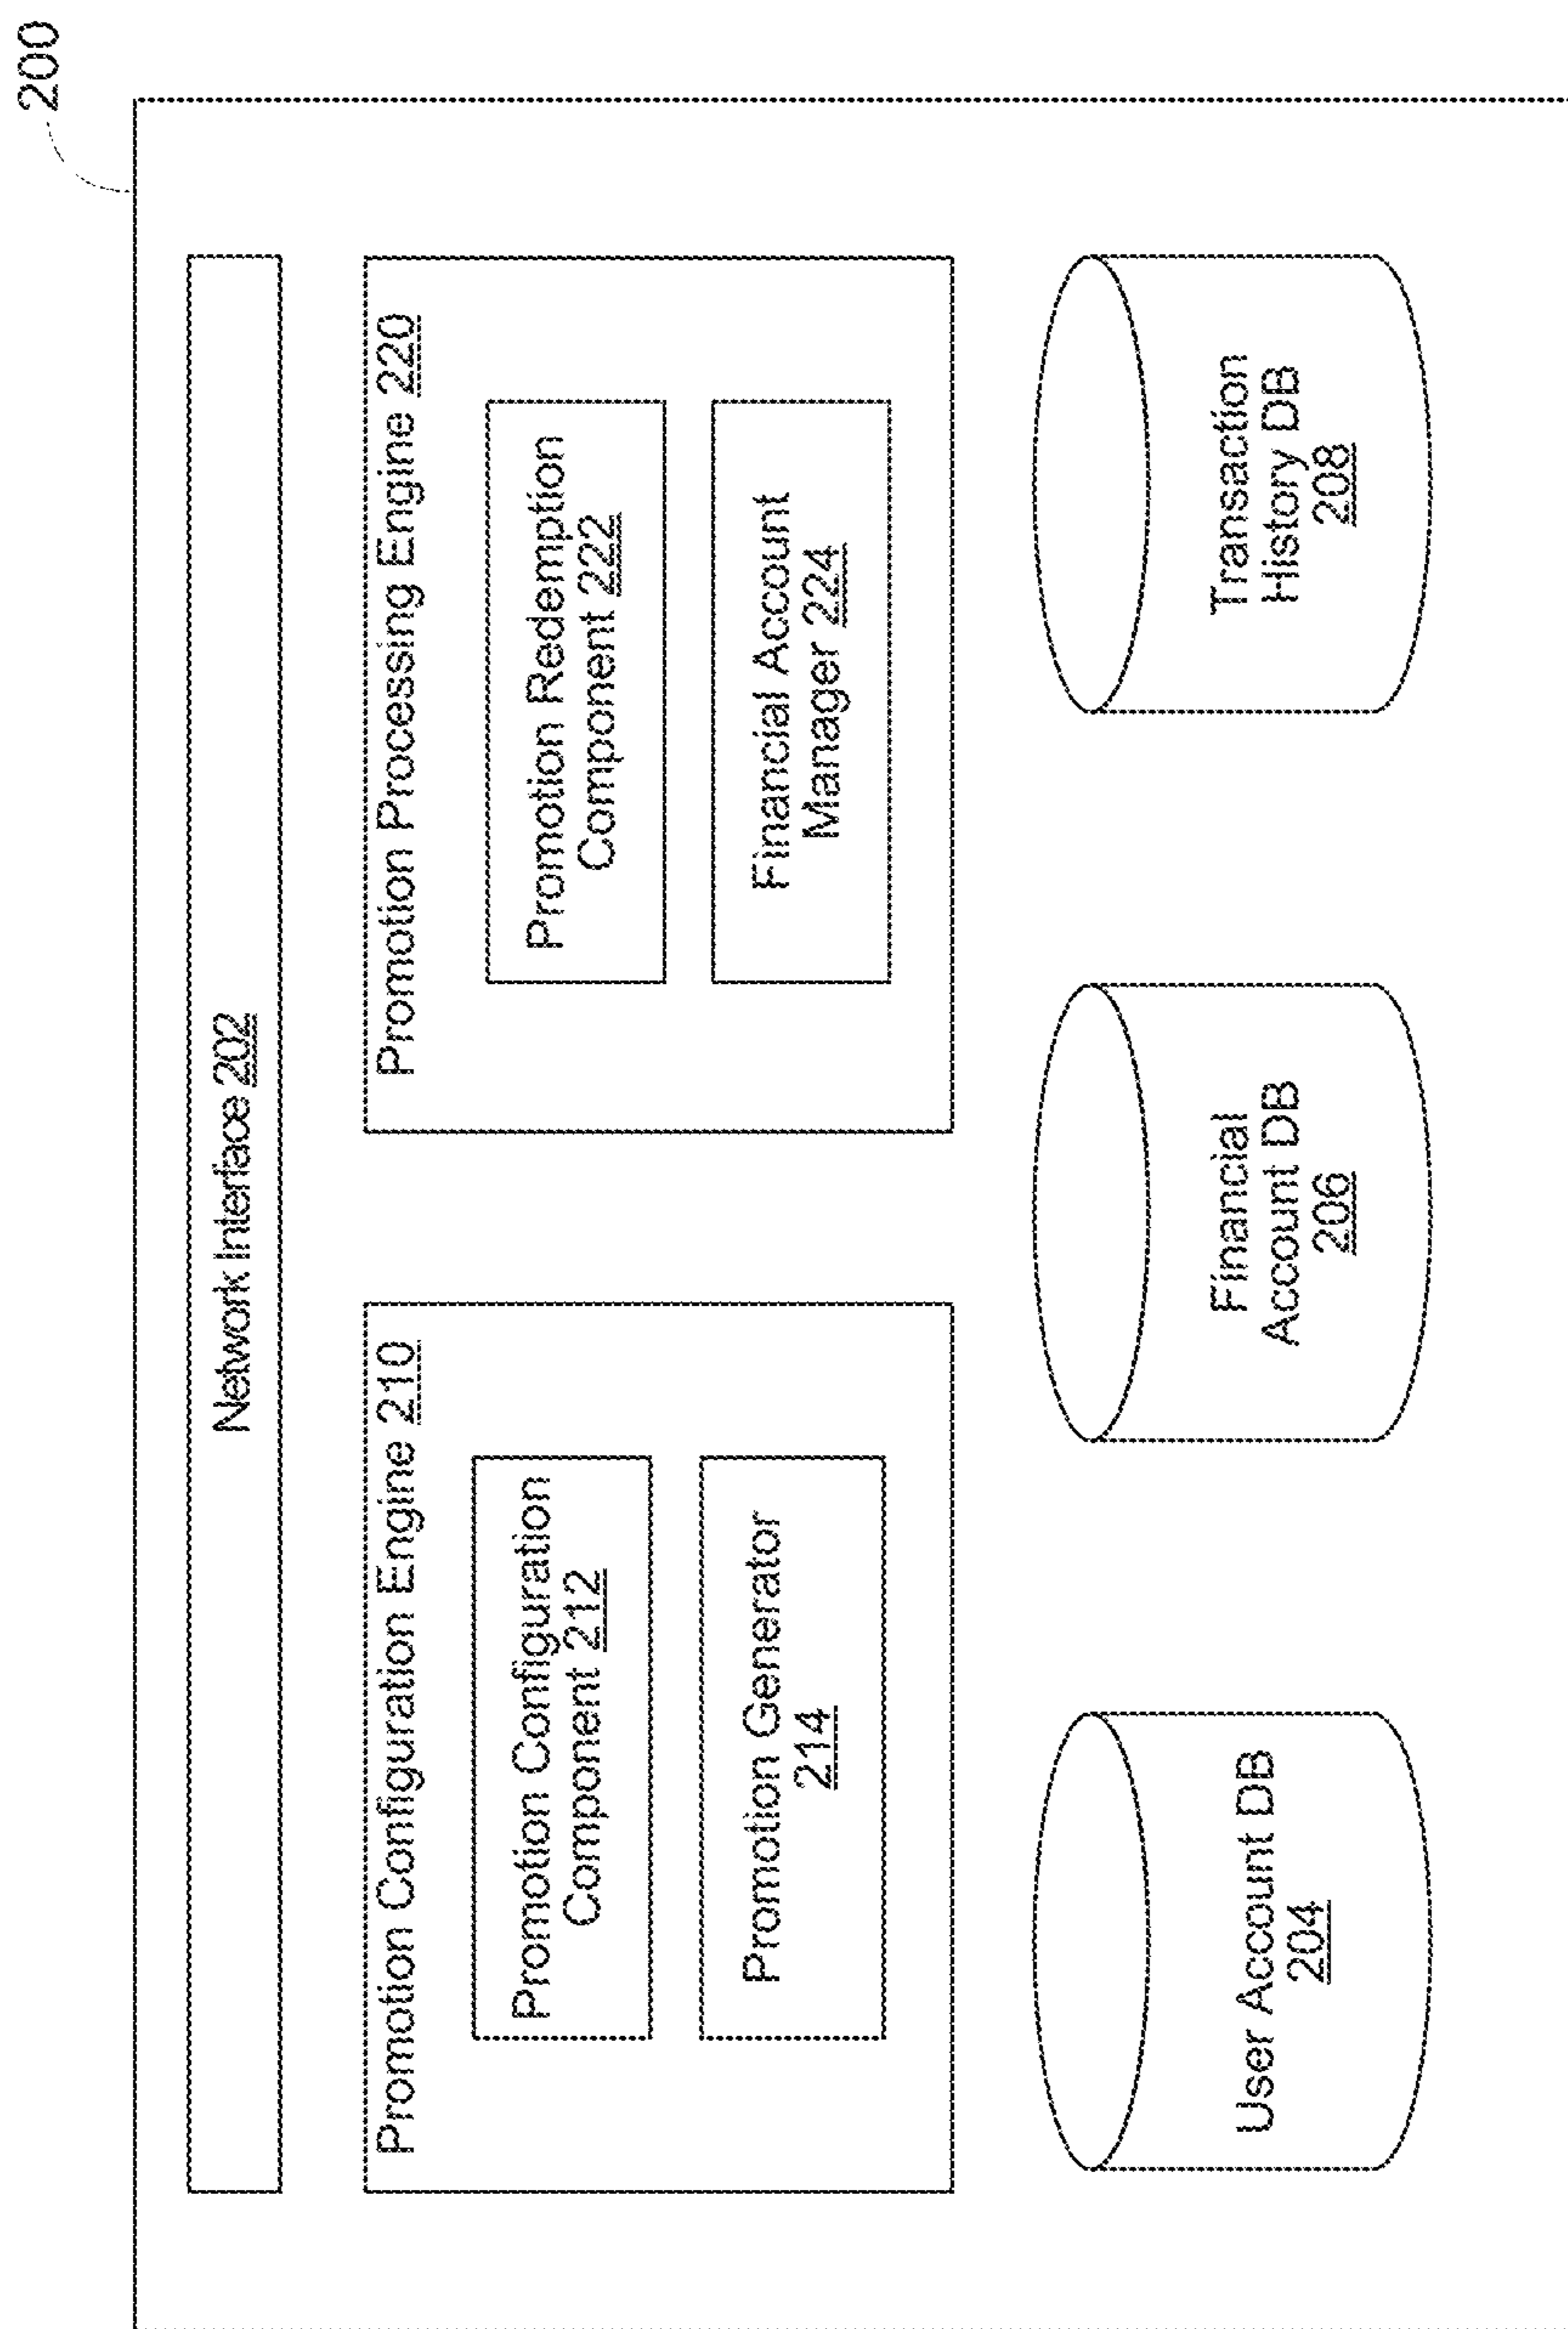 200
Network Interface 202
Promotion Configuration Engine 210
Promotion Configuration
Component 212
Promotion Generator
214
Promotion Processing Engine 220
Promotion Redemption
Component 222
Financial Account
Manager 224
User Account DB
204
Financial
Account DB
206
Transaction
History DB
208